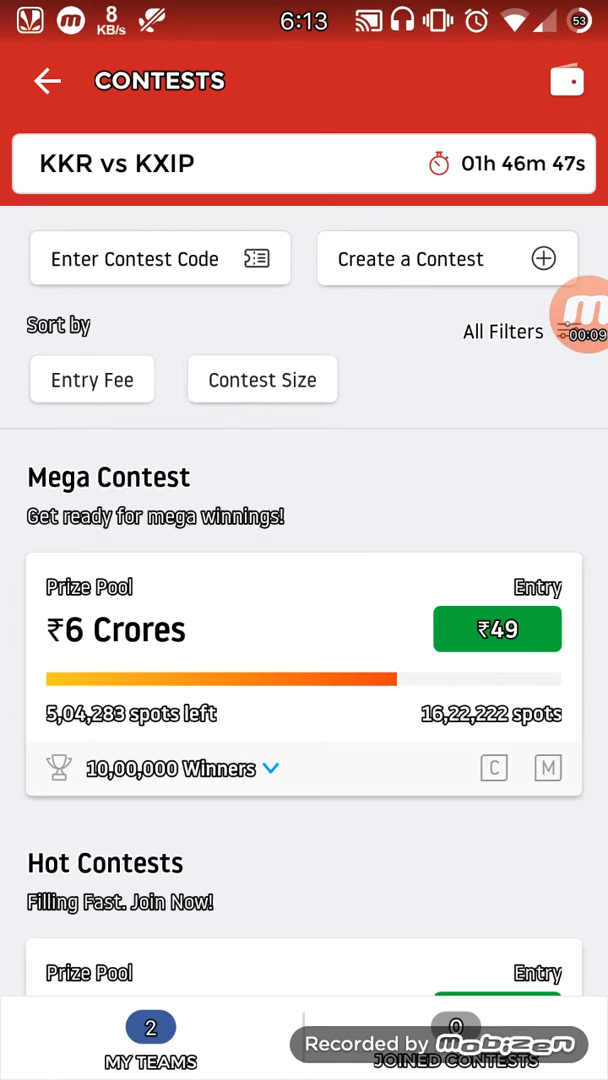 8
KB/s
6:13
53
CONTESTS
KKR vs KXIP
01h 46m 47s
Enter Contest Code
Create a Contest
Sort by
All Filters
00:09
Entry Fee
Contest Size
Mega Contest
Get ready for mega winnings!
Prize Pool
Entry
₹6 Crores
₹49
5,04,283 spots left
16,22,222 spots
10,00,000 Winners
C
M
Hot Contests
Filling Fast. Join Now!
Prize Pool
Entry
2
MY TEAMS
0
JOINED CONTESTS
Recorded by mobizen